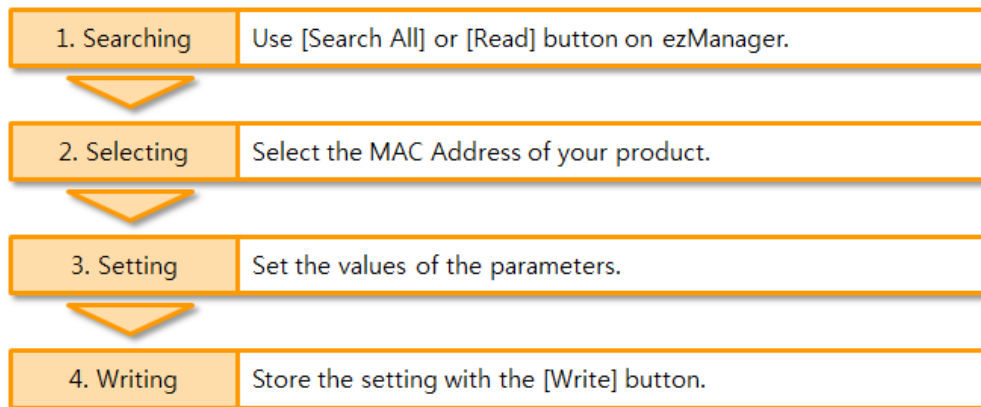 1. Searching
Use [Search All] or [Read] button on ezManager.
2. Selecting
Select the MAC Address of your product.
3. Setting
Set the values of the parameters.
4. Writing
Store the setting with the [Write] button.